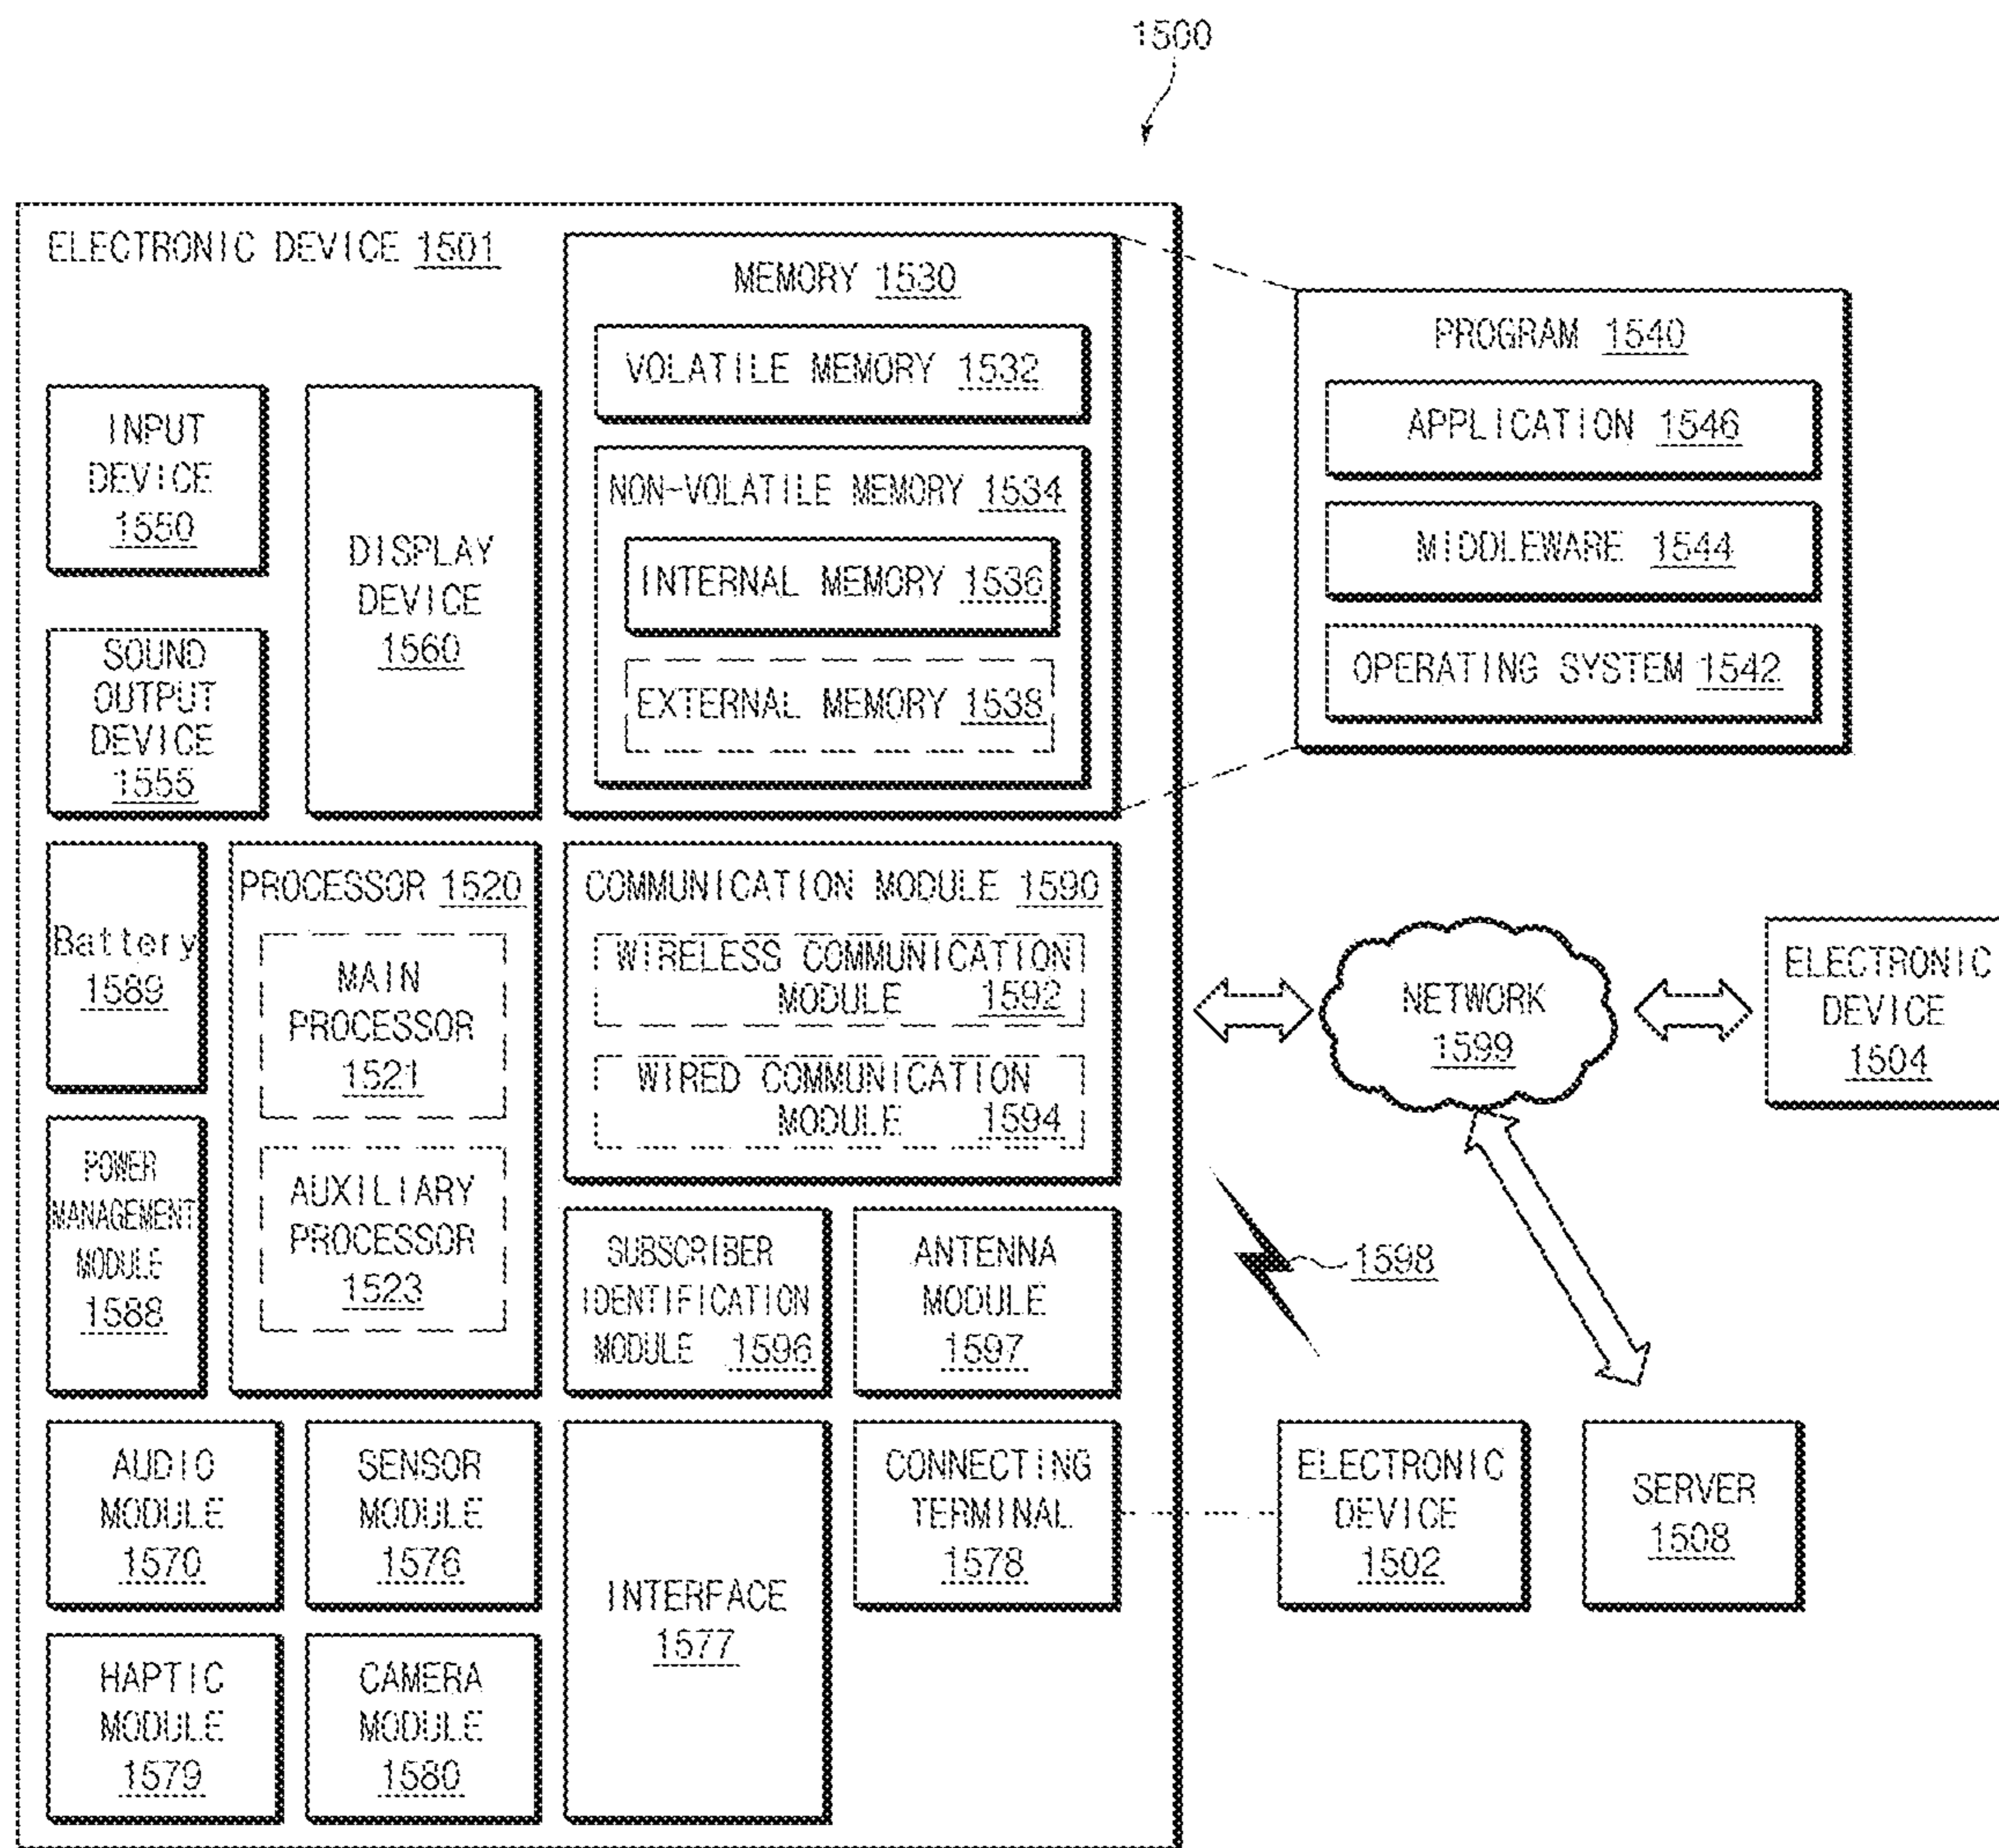 1500
ELECTRONIC DEVICE 1501
MEMORY 1530
VOLATILE MEMORY 1532
NON-VOLATILE MEMORY 1534
INTERNAL MEMORY 1536
EXTERNAL MEMORY 1538
PROGRAM 1540
APPLICATION 1546
MIDDLEWARE 1544
OPERATING SYSTEM 1542
INPUT
DEVICE
1550
DISPLAY
DEVICE
1560
SOUND
OUTPUT
DEVICE
1555
Battery
1589
PROCESSOR 1520
MAIN
PROCESSOR
1521
AUXILIARY
PROCESSOR
1523
COMMUNICATION MODULE 1590
WIRELESS COMMUNICATION
MODULE 1592
WIRED COMMUNICATION
MODULE 1594
NETWORK
1599
ELECTRONIC
DEVICE
1504
POWER
MANAGEMENT
MODULE
1588
SUBSCRIBER
IDENTIFICATION
MODULE 1596
ANTENNA
MODULE
1597
1598
AUDIO
MODULE
1570
SENSOR
MODULE
1576
INTERFACE
1577
CONNECTING
TERMINAL
1578
ELECTRONIC
DEVICE
1502
SERVER
1508
HAPTIC
MODULE
1579
CAMERA
MODULE
1580